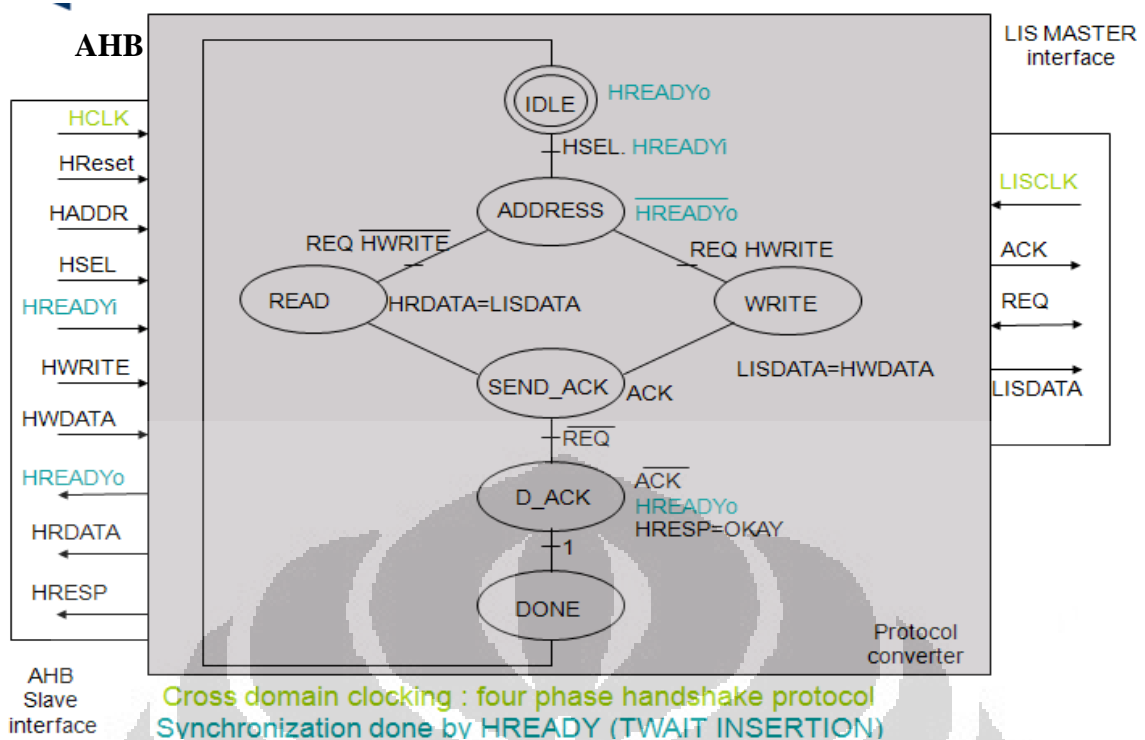 AHB
LIS MASTER
interface
HCLK
HReset
HADDR
HSEL
HREADYi
HWRITE
HWDATA
HREADYo
HRDATA
HRESP
AHB
Slave
interface
IDLE
HREADYo
HSEL. HREADYi
ADDRESS
HREADYo
REQ HWRITE
REQ HWRITE
READ
HRDATA=LISDATA
WRITE
LISDATA=HWDATA
SEND_ACK
ACK
REQ
D_ACK
ACK
HREADYo
HRESP=OKAY
1
DONE
Protocol
converter
LISCLK
ACK
REQ
LISDATA
Cross domain clocking : four phase handshake protocol
Synchronization done by HREADY (TWAIT INSERTION)